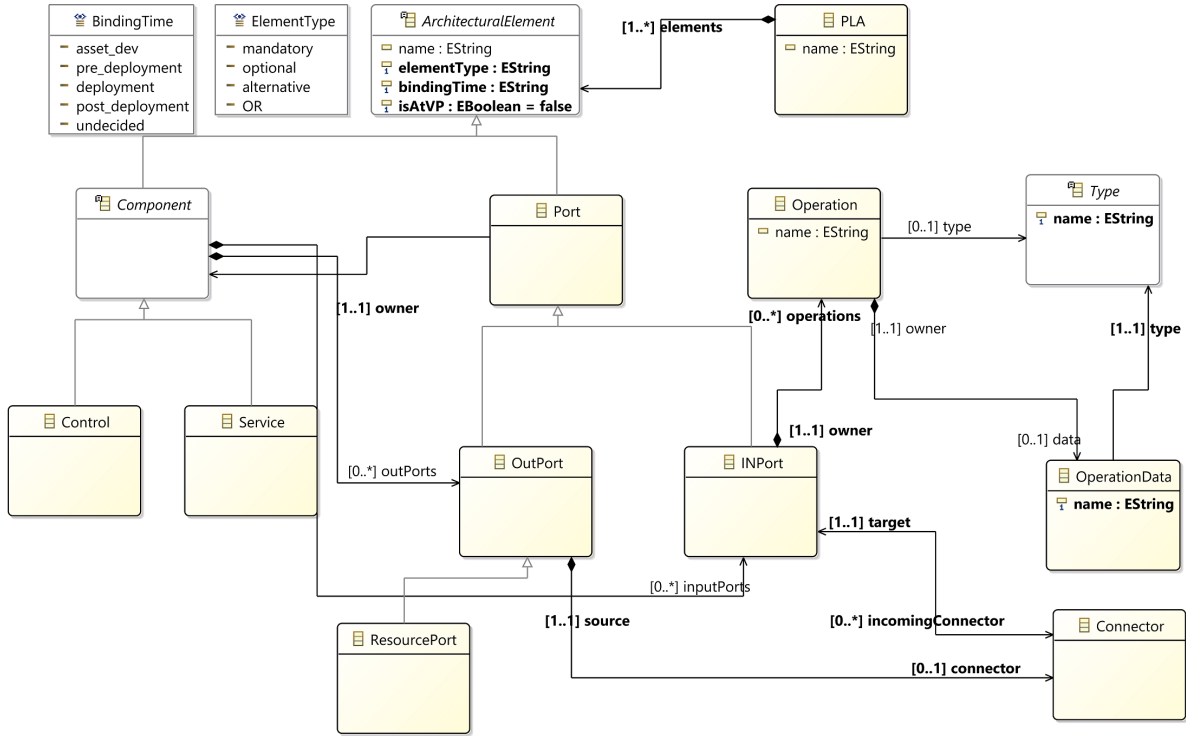 BindingTime
asset_dev
pre_deployment
deployment
post_deployment
undecided
ElementType
mandatory
optional
alternative
OR
ArchitecturalElement
name : EString
elementType : EString
bindingTime : EString
isAtVP : EBoolean = false
[1..*] elements
PLA
name : EString
Component
Port
Operation
name : EString
[0..1] type
Type
name : EString
[1..1] owner
[0..*] operations
[1..1] owner
[1..1] type
Control
Service
[0..*] outPorts
OutPort
INPort
[1..1] owner
[0..1] data
OperationData
name : EString
[1..1] target
[0..*] inputPorts
[1..1] source
[0..*] incomingConnector
Connector
ResourcePort
[0..1] connector